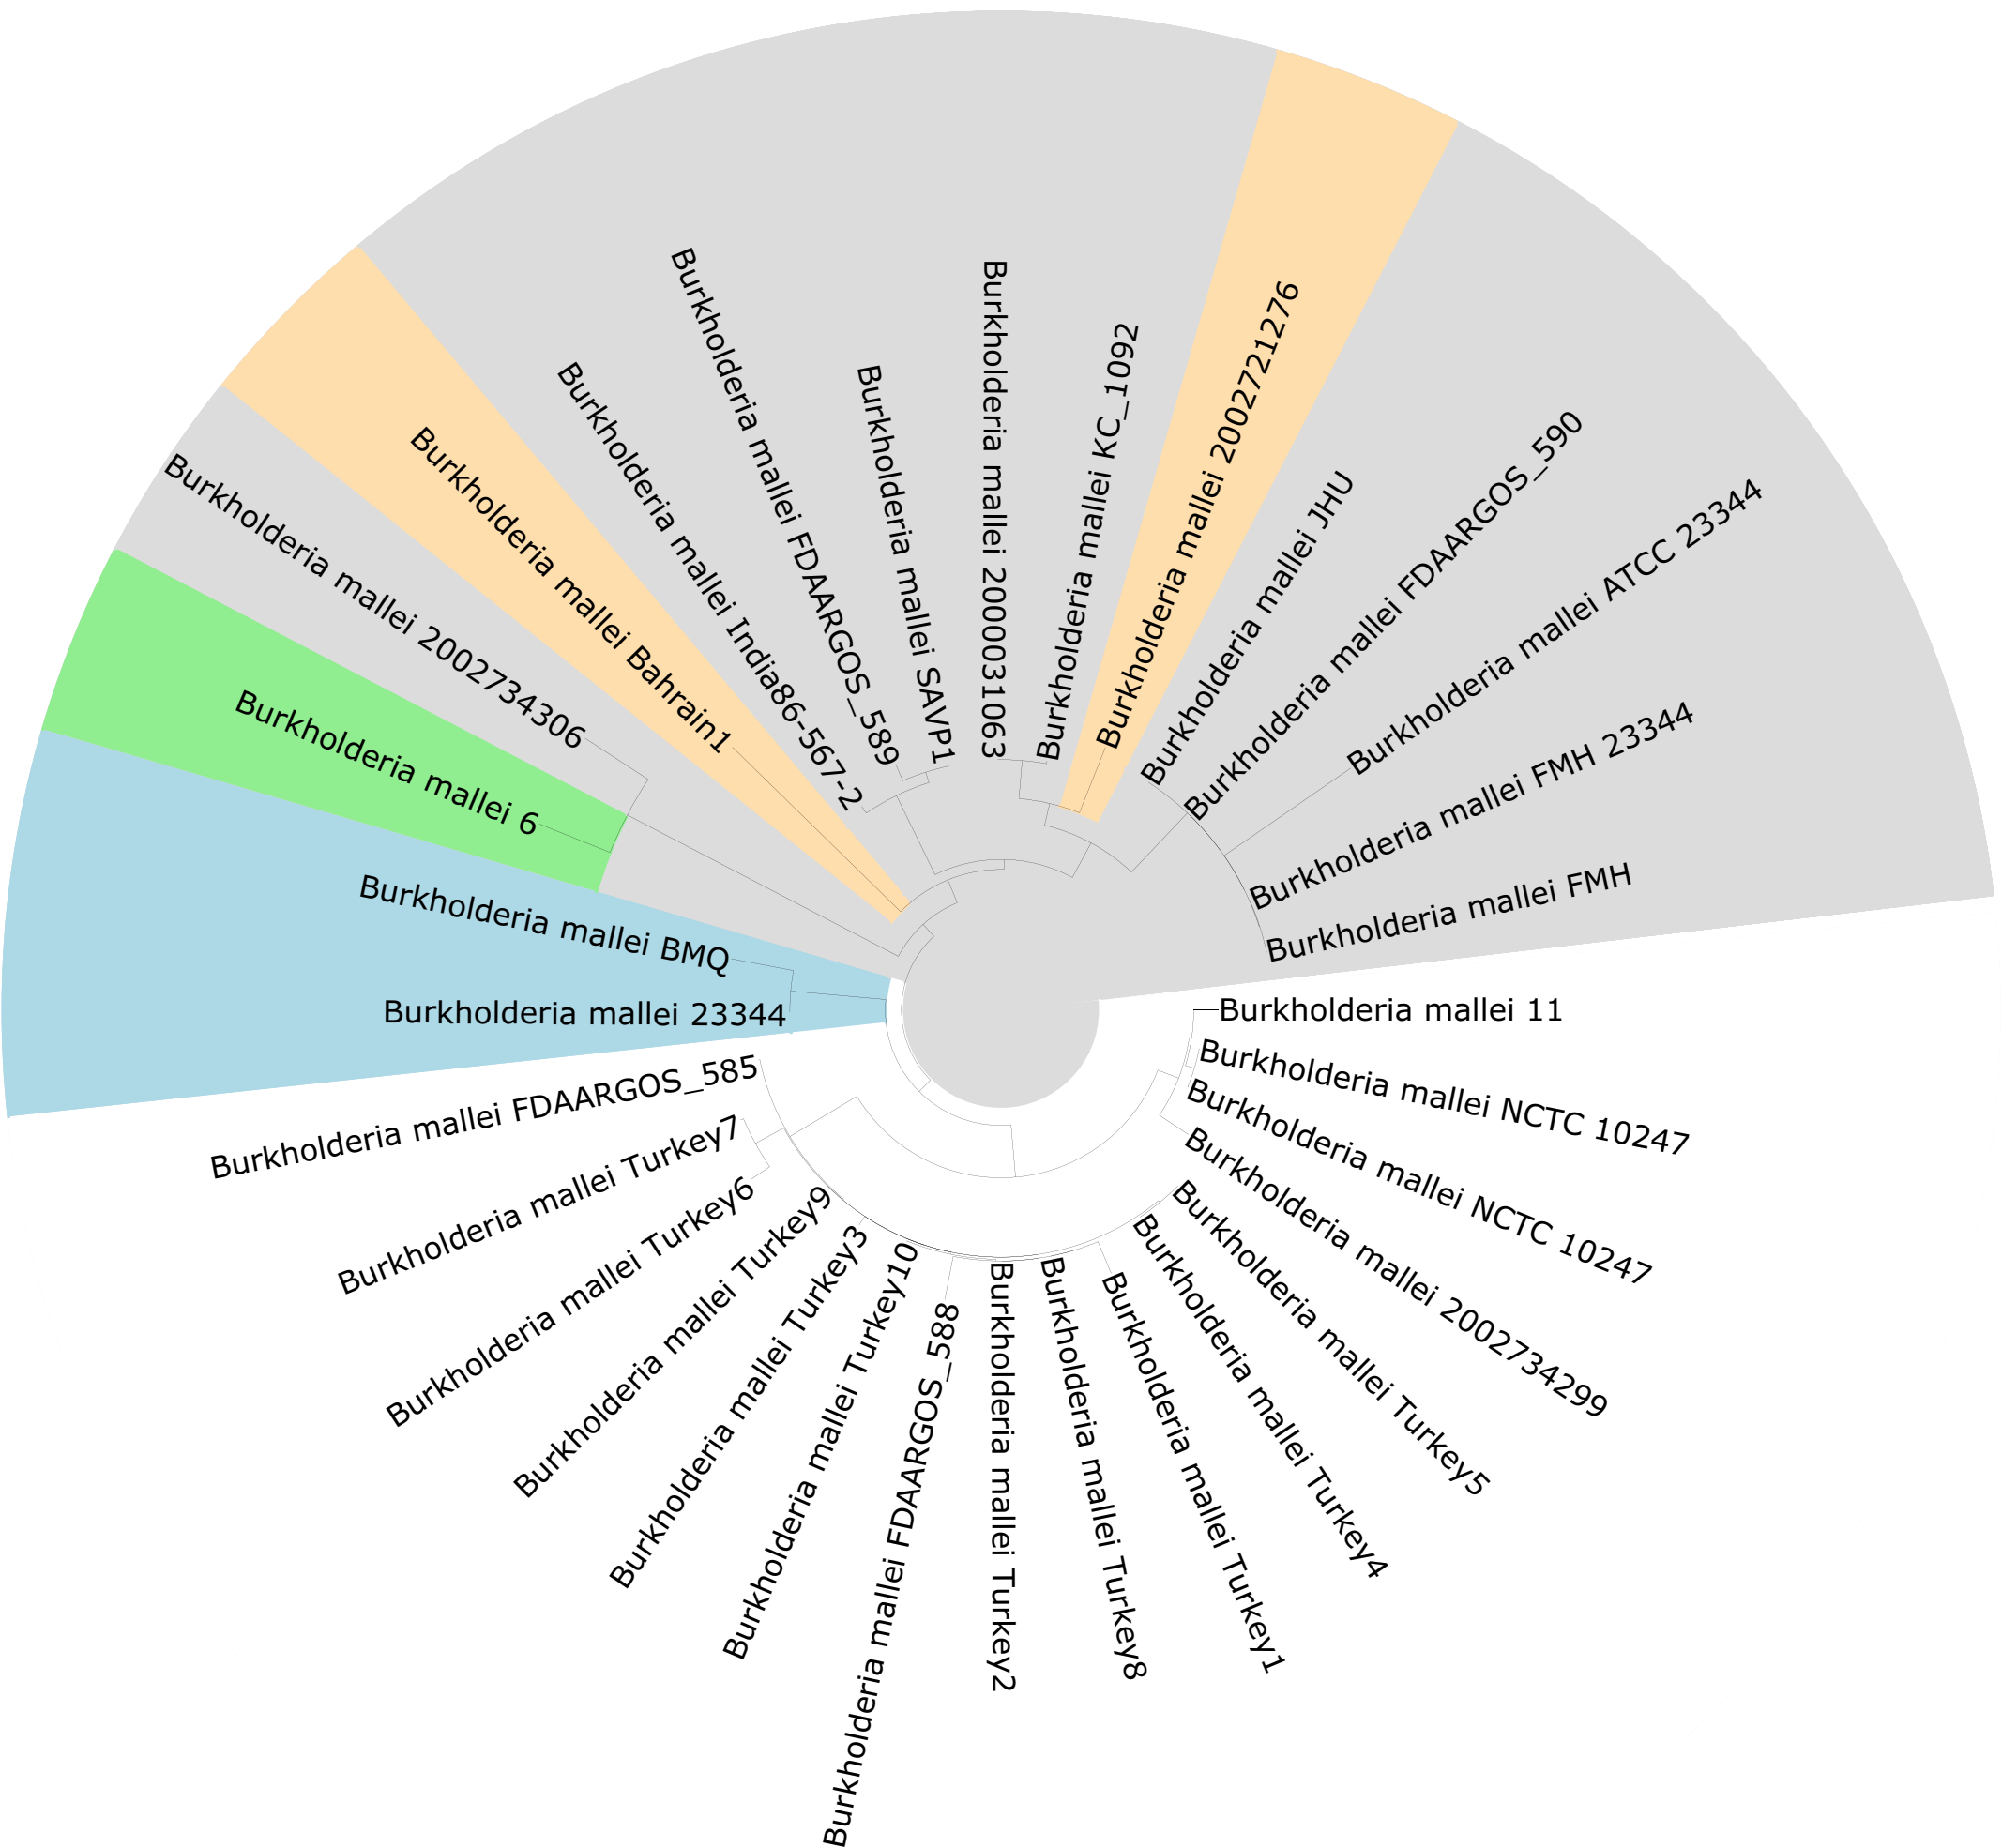 Burkholderia mallei 2002734306
Burkholderia mallei Bahrain1
Burkholderia mallei India86-567-2
Burkholderia mallei FDAARGOS_589
Burkholderia mallei SAVP1
Burkholderia mallei 2000031063
Burkholderia mallei KC_1092
Burkholderia mallei 2002721276
Burkholderia mallei JHU
Burkholderia mallei FDAARGOS_590
Burkholderia mallei ATCC 23344
Burkholderia mallei FMH 23344
Burkholderia mallei FMH
Burkholderia mallei 11
Burkholderia mallei NCTC 10247
Burkholderia mallei NCTC 10247
Burkholderia mallei 2002734299
Burkholderia mallei Turkey5
Burkholderia mallei Turkey4
Burkholderia mallei Turkey1
Burkholderia mallei Turkey8
Burkholderia mallei Turkey2
Burkholderia mallei FDAARGOS_588
Burkholderia mallei Turkey10
Burkholderia mallei Turkey3
Burkholderia mallei Turkey9
Burkholderia mallei Turkey6
Burkholderia mallei Turkey7
Burkholderia mallei FDAARGOS_585
Burkholderia mallei 23344
Burkholderia mallei BMQ
Burkholderia mallei 6